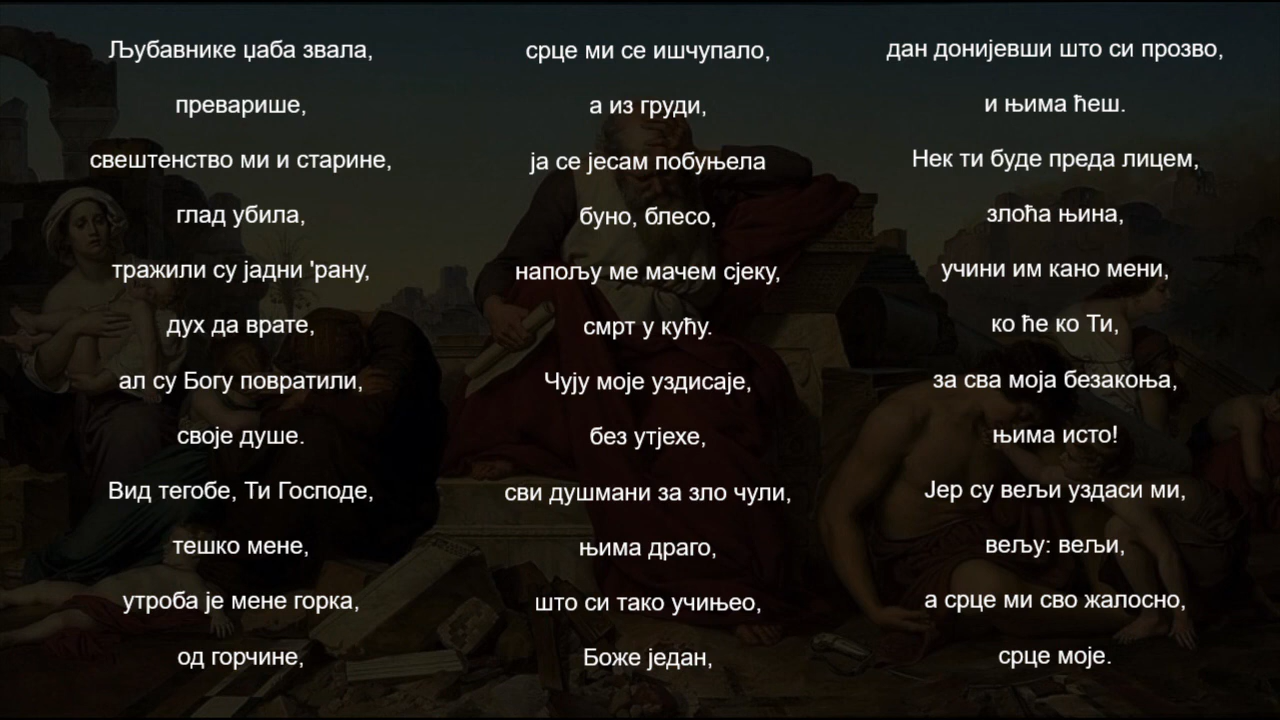 Љубавнике џаба звала,
преварише,
свештенство ми и старине,
глад убила,
тражили су јадни 'рану,
дух да врате,
ал су Богу повратили,
своје душе.
Вид тегобе, Ти Господе,
тешко мене,
утроба је мене горка,
од горчине,
срце ми се ишчупало,
а из груди,
ја се јесам побуњела
буно, блесо,
напољу ме мачем сјеку,
смрт у кућу.
Чују моје уздисаје,
без утјехе,
сви душмани за зло чули,
њима драго,
што си тако учињео,
Боже један,
дан донијевши што си прозво,
и њима ћеш.
Нек ти буде преда лицем,
злоћа њина,
учини им кано мени,
ко ће ко Ти,
за сва моја безакоња,
њима исто!
Јер су вељи уздаси ми,
вељу: вељи,
а срце ми сво жалосно,
срце моје.